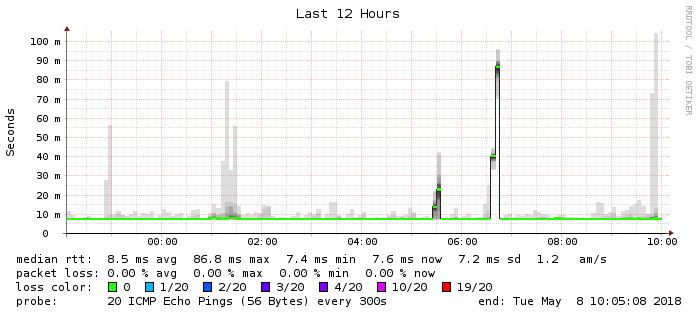 Last 12 Hours
RRDTOOL / TOBI OETIKER
Seconds
100 m
90 m
80 m
70 m
60 m
50 m
40 m
30 m
20 m
10 m
0
00:00 02:00 04:00 06:00 08:00 10:00
median rtt: 8.5 ms avg 86.8 ms max 7.4 ms min 7.6 ms now 7.2 ms sd 1.2 am/s
packet loss: 0.00 % avg 0.00 % max 0.00 % min 0.00 % now
loss color: 0 1/20 2/20 3/20 4/20 10/20 19/20
probe: 20 ICMP Echo Pings (56 Bytes) every 300s end: Tue May 8 10:05:08 2018